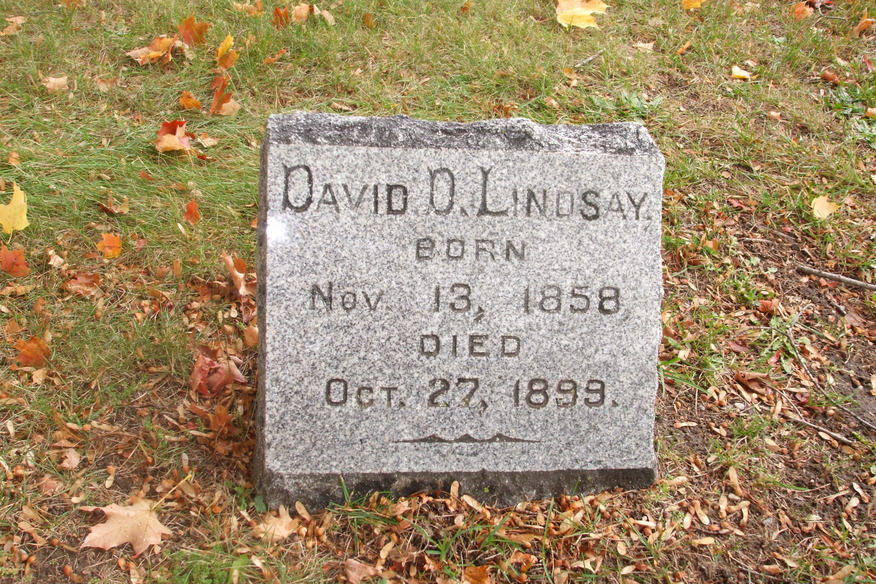 DAVID O. LINDSAY.
BORN
NOV. 13, 1858
DIED
OCT. 27, 1899.